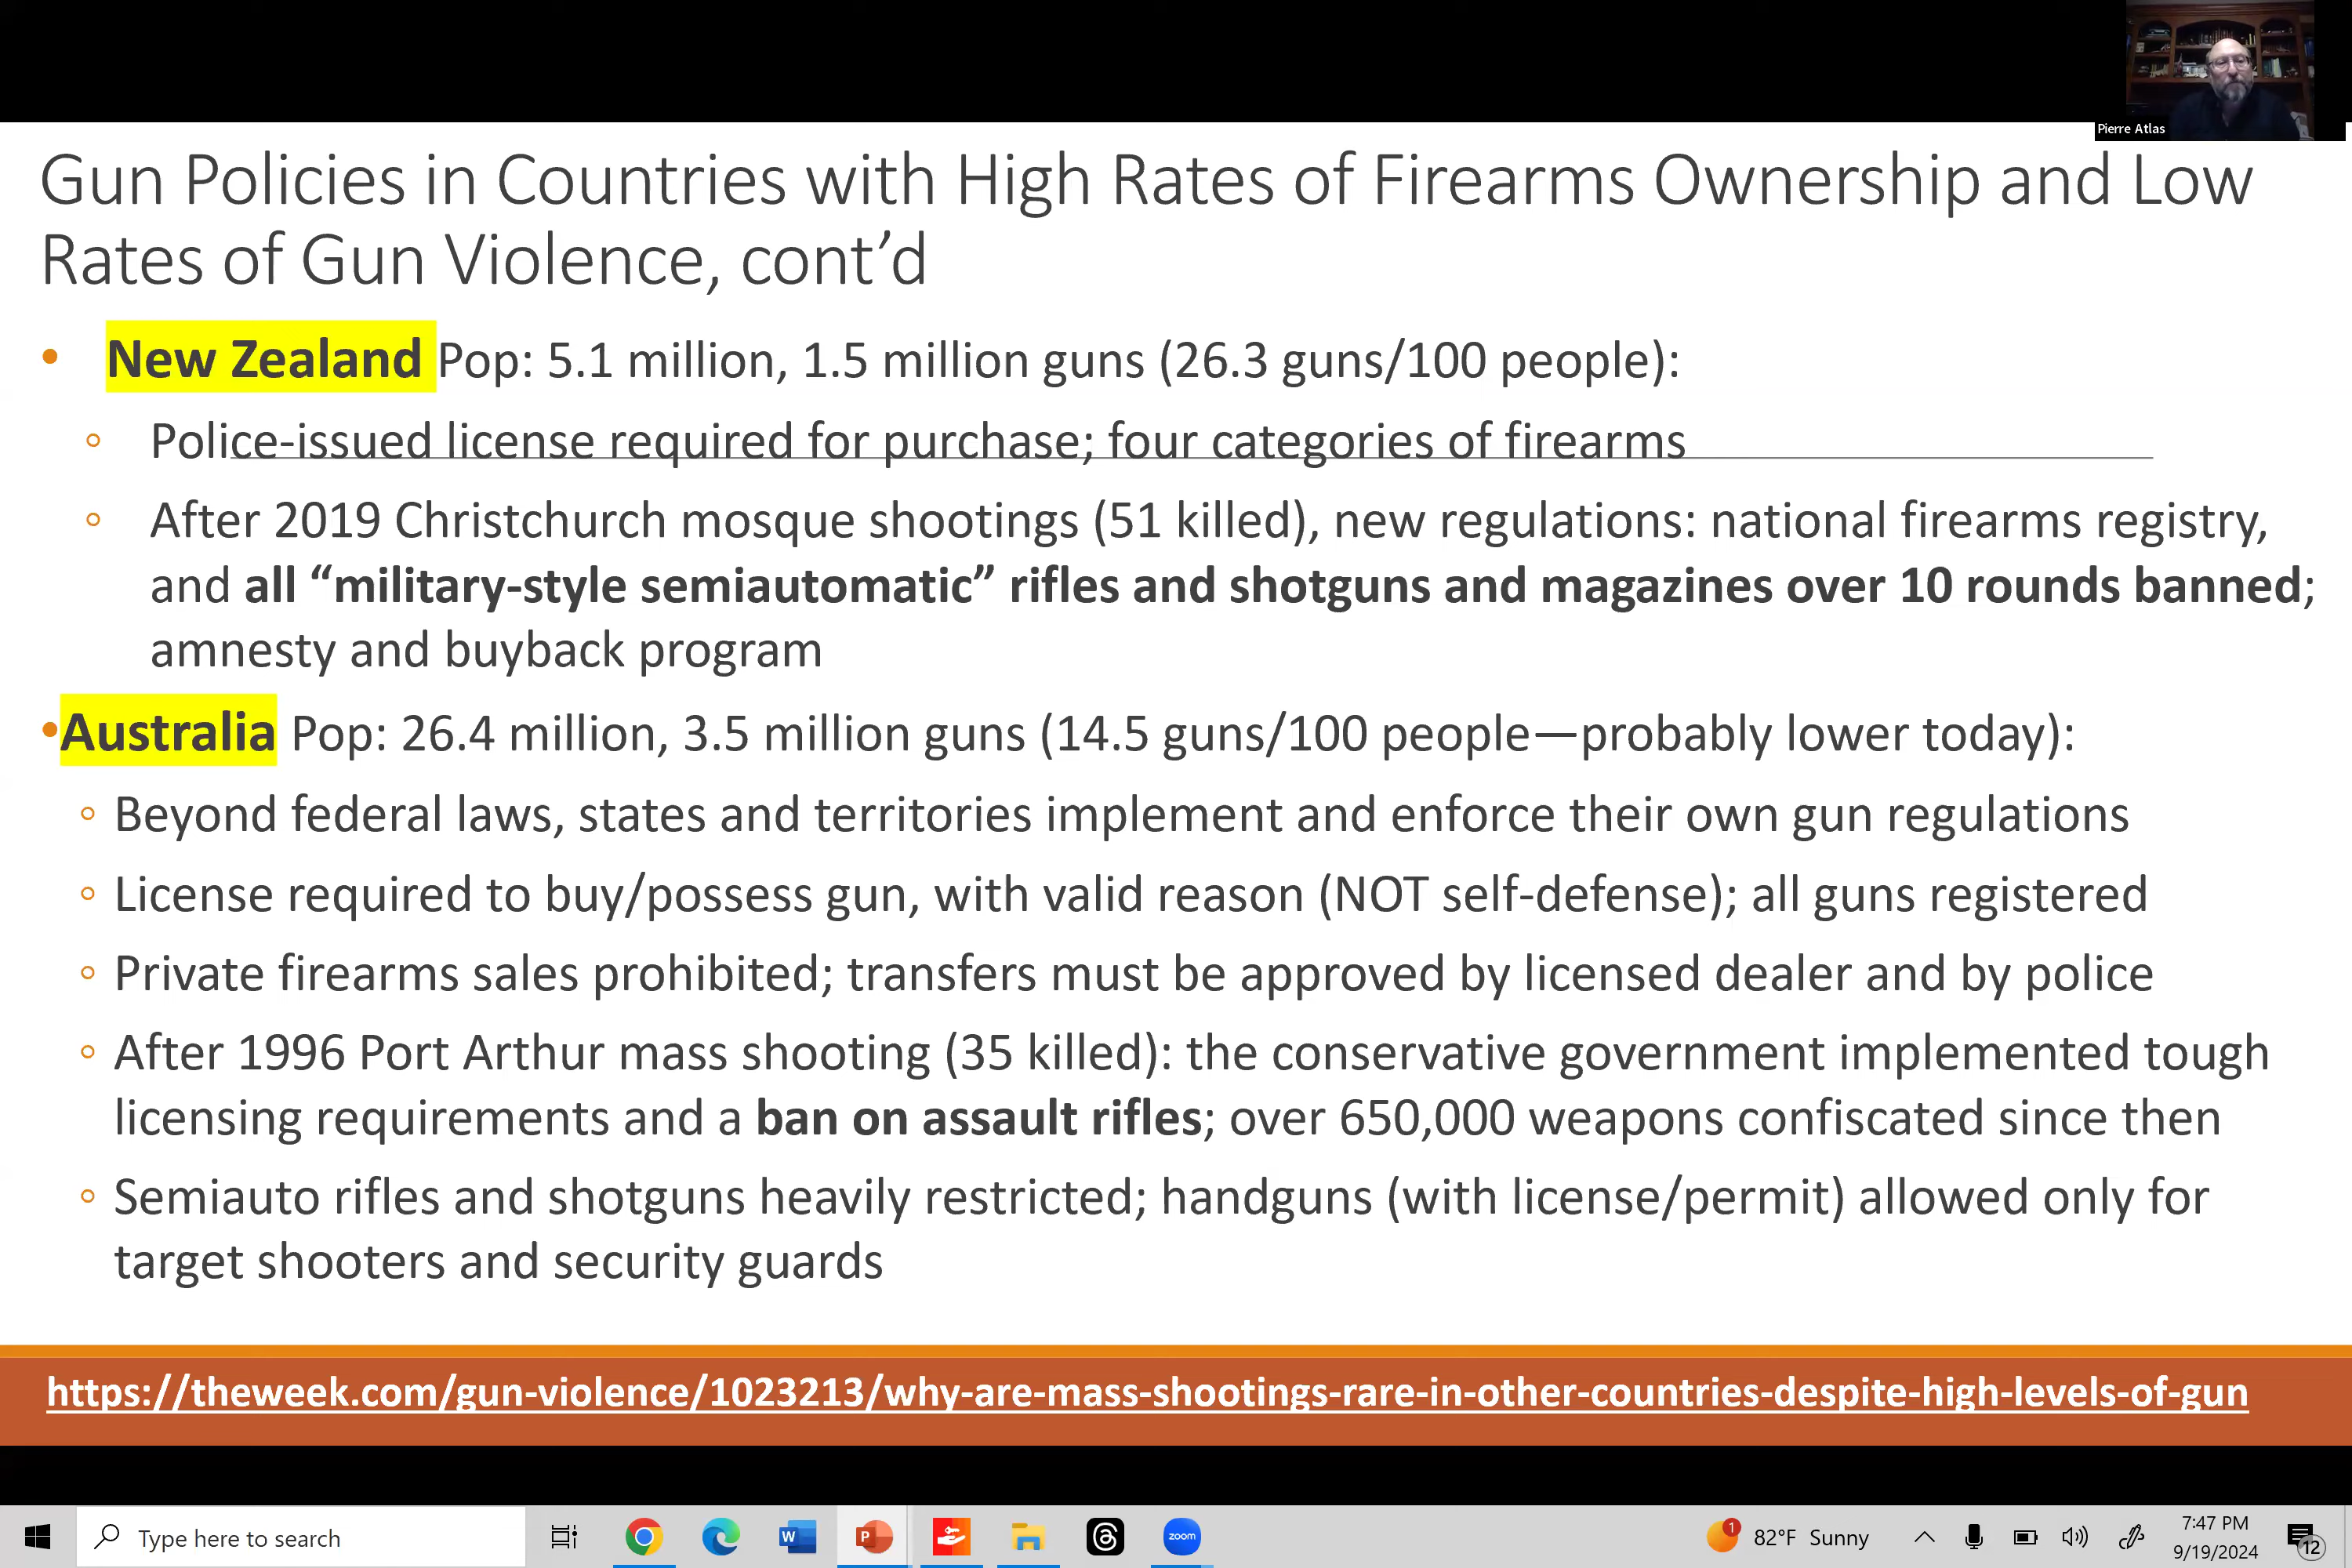 Pierre Atlas
Gun Policies in Countries with High Rates of Firearms Ownership and Low
Rates of Gun Violence, cont’d
• New Zealand Pop: 5.1 million, 1.5 million guns (26.3 guns/100 people):
◦ Police-issued license required for purchase; four categories of firearms
◦ After 2019 Christchurch mosque shootings (51 killed), new regulations: national firearms registry,
and all “military-style semiautomatic” rifles and shotguns and magazines over 10 rounds banned;
amnesty and buyback program
•Australia Pop: 26.4 million, 3.5 million guns (14.5 guns/100 people—probably lower today):
◦ Beyond federal laws, states and territories implement and enforce their own gun regulations
◦ License required to buy/possess gun, with valid reason (NOT self-defense); all guns registered
◦ Private firearms sales prohibited; transfers must be approved by licensed dealer and by police
◦ After 1996 Port Arthur mass shooting (35 killed): the conservative government implemented tough
licensing requirements and a ban on assault rifles; over 650,000 weapons confiscated since then
◦ Semiauto rifles and shotguns heavily restricted; handguns (with license/permit) allowed only for
target shooters and security guards
https://theweek.com/gun-violence/1023213/why-are-mass-shootings-rare-in-other-countries-despite-high-levels-of-gun
Type here to search
W
P
zoom
1
82°F Sunny
7:47 PM
9/19/2024
12